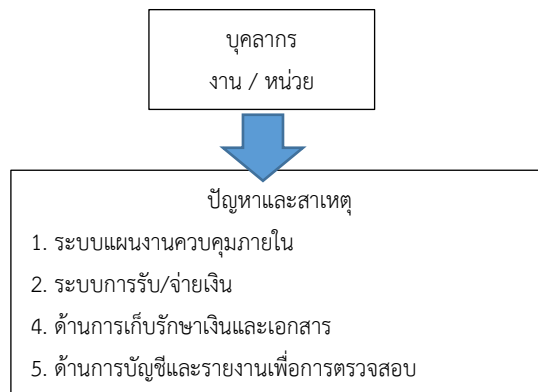 บุคลากร
งาน / หน่วย
ปัญหาและสาเหตุ
1. ระบบแผนงานควบคุมภายใน
2. ระบบการรับ/จ่ายเงิน
4. ด้านการเก็บรักษาเงินและเอกสาร
5. ด้านการบัญชีและรายงานเพื่อการตรวจสอบ